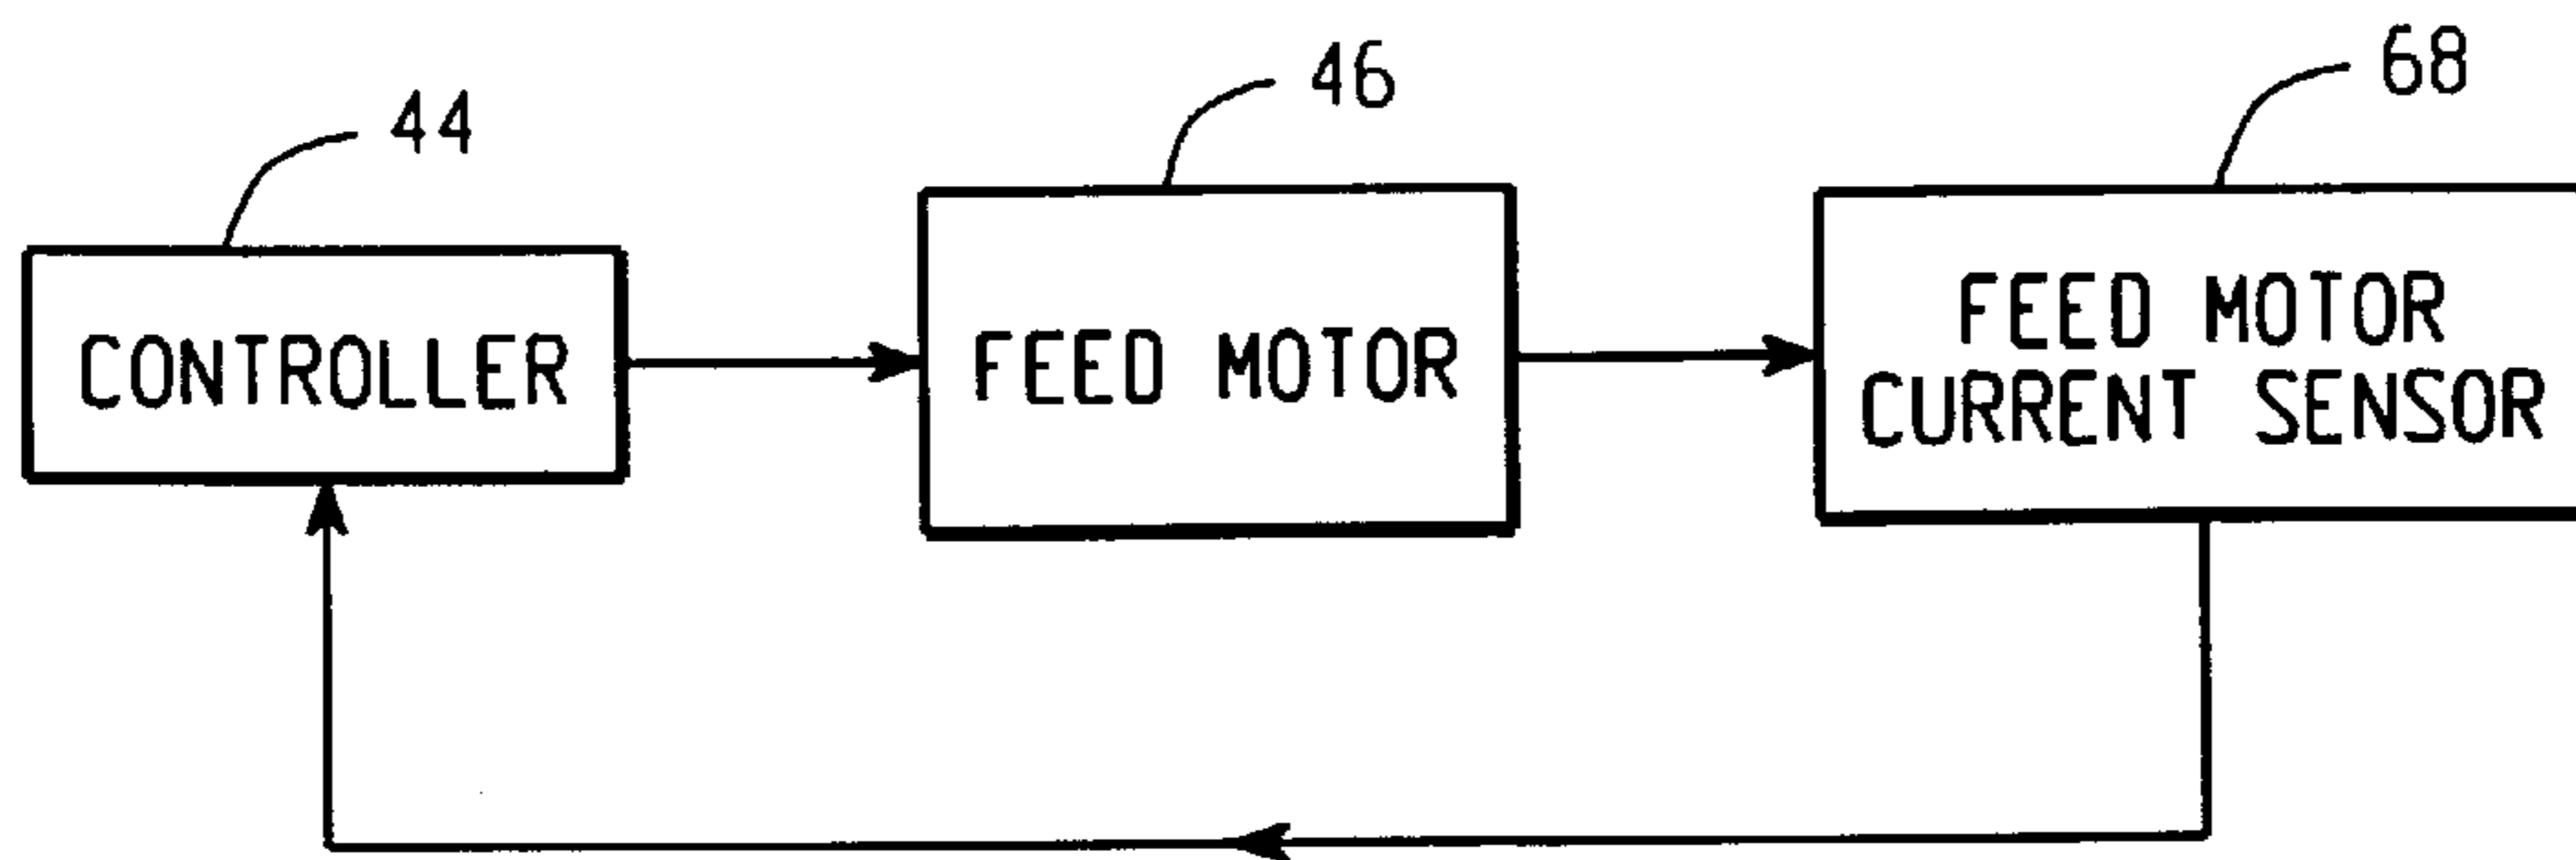 44
46
68
CONTROLLER
FEED MOTOR
FEED MOTOR
CURRENT SENSOR